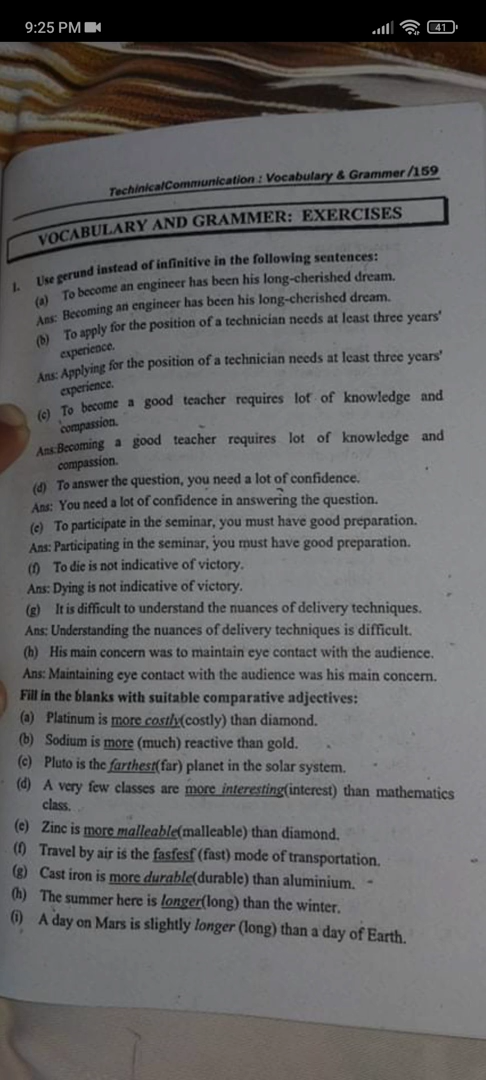 9:25 PM
41
TechinicalCommunication : Vocabulary & Grammer /159
VOCABULARY AND GRAMMER: EXERCISES
1. Use gerund instead of infinitive in the following sentences:
(a) To become an engineer has been his long-cherished dream.
Ans: Becoming an engineer has been his long-cherished dream.
(b) To apply for the position of a technician needs at least three years'
experience.
Ans: Applying for the position of a technician needs at least three years'
experience.
(c) To become a good teacher requires lot of knowledge and
compassion.
Ans:Becoming a good teacher requires lot of knowledge and
compassion.
(d) To answer the question, you need a lot of confidence.
Ans: You need a lot of confidence in answering the question.
(e) To participate in the seminar, you must have good preparation.
Ans: Participating in the seminar, you must have good preparation.
(f) To die is not indicative of victory.
Ans: Dying is not indicative of victory.
(g) It is difficult to understand the nuances of delivery techniques.
Ans: Understanding the nuances of delivery techniques is difficult.
(h) His main concern was to maintain eye contact with the audience.
Ans: Maintaining eye contact with the audience was his main concern.
Fill in the blanks with suitable comparative adjectives:
(a) Platinum is more costly(costly) than diamond.
(b) Sodium is more (much) reactive than gold.
(c) Pluto is the farthest(far) planet in the solar system.
(d) A very few classes are more interesting(interest) than mathematics
class.
(e) Zinc is more malleable(malleable) than diamond.
(f) Travel by air is the fasfesf (fast) mode of transportation.
(g) Cast iron is more durable(durable) than aluminium.
(h) The summer here is longer(long) than the winter.
(i) A day on Mars is slightly longer (long) than a day of Earth.